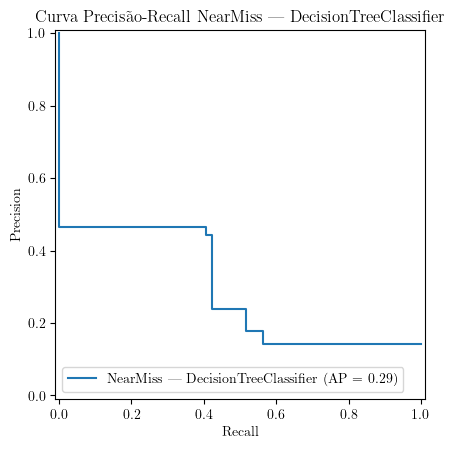 Curva Precisão-Recall NearMiss — DecisionTreeClassifier
1.0
0.8
0.6
0.4
0.2
0.0
Precision
NearMiss — DecisionTreeClassifier (AP = 0.29)
0.0 0.2 0.4 0.6 0.8 1.0
Recall